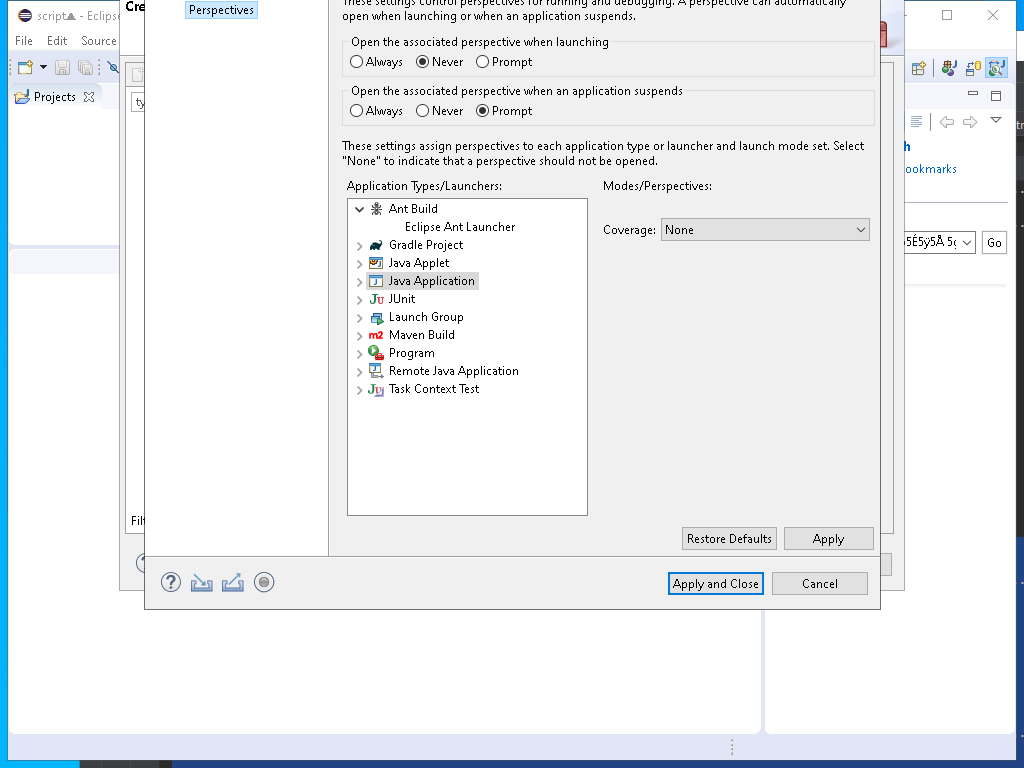 script
Eclipse
File Edit Source
Projects
Perspectives
These settings control perspectives for running and debugging. A perspective can automatically
open when launching or when an application suspends.
Open the associated perspective when launching
Always Never Prompt
Open the associated perspective when an application suspends
Always Never Prompt
These settings assign perspectives to each application type or launcher and launch mode set. Select
"None" to indicate that a perspective should not be opened.
Application Types/Launchers:
Modes/Perspectives:
Ant Build
Eclipse Ant Launcher
Coverage: None
Gradle Project
Java Applet
Java Application
JUnit
Launch Group
Maven Build
Program
Remote Java Application
Task Context Test
Restore Defaults Apply
Apply and Close Cancel
ookmarks
Go